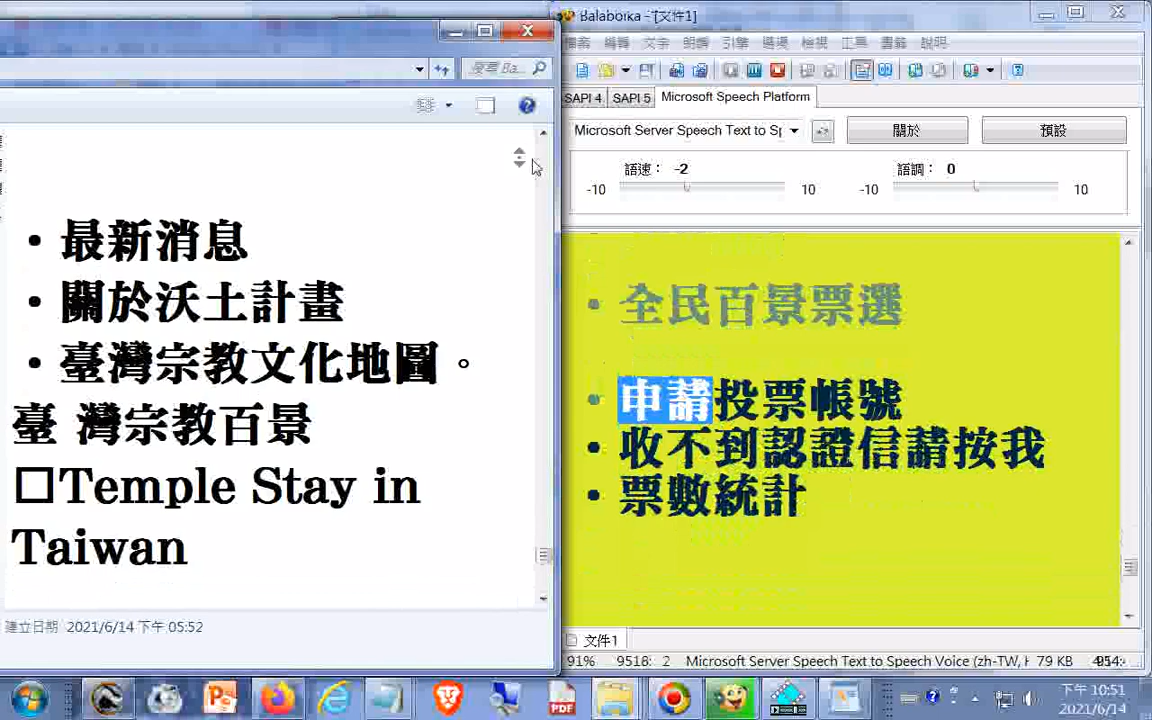 搜尋 Ba...
• 最新消息
• 關於沃土計畫
• 臺灣宗教文化地圖。
臺 灣宗教百景
□Temple Stay in
Taiwan
建立日期 2021/6/14 下午 05:52
Balabolka - [文件1]
檔案 編輯 文字 朗讀 引擎 選項 檢視 工具 書籤 說明
SAPI 4 SAPI 5 Microsoft Speech Platform
Microsoft Server Speech Text to Sp
關於 預設
語速： -2 語調： 0
-10 10 -10 10
• 全民百景票選
• 申請投票帳號
• 收不到認證信請按我
• 票數統計
文件1
91% 9518: 2 Microsoft Server Speech Text to Speech Voice (zh-TW, 79 KB
下午 10:51
2021/6/14